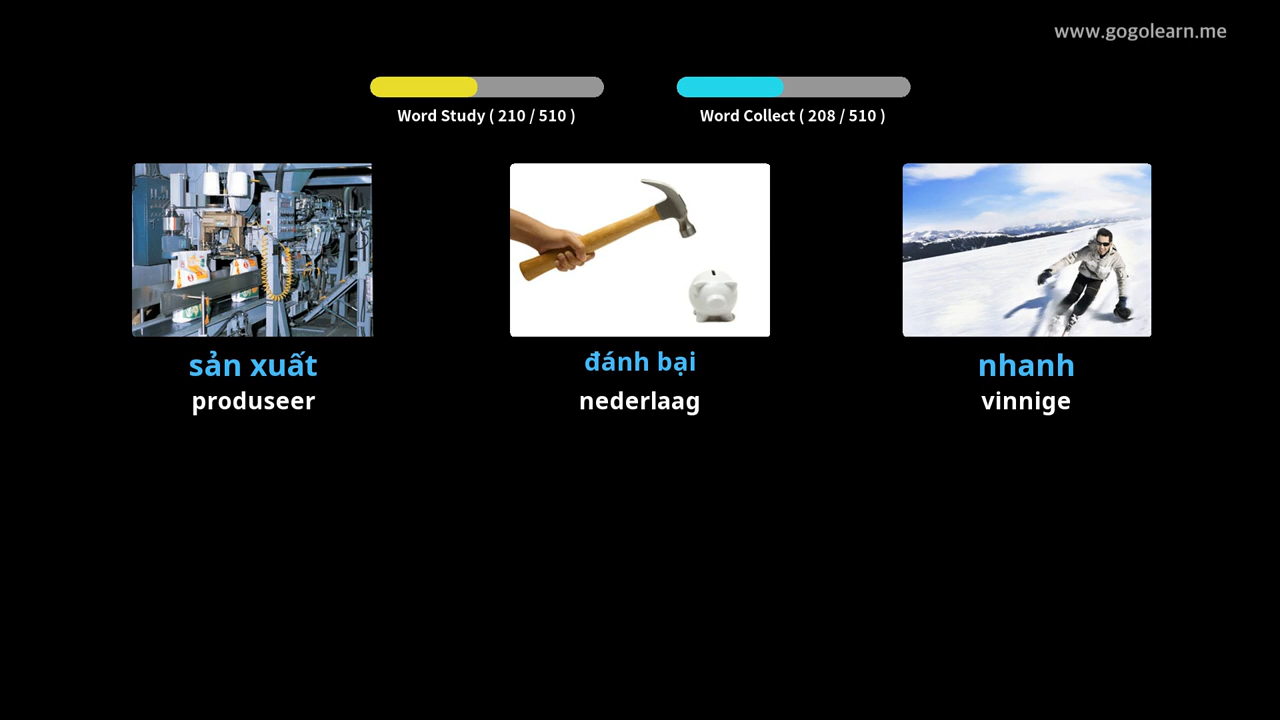 www.gogolearn.me
Word Study ( 210 / 510 )
Word Collect ( 208 / 510 )
sản xuất
produseer
đánh bại
nederlaag
nhanh
vinnige